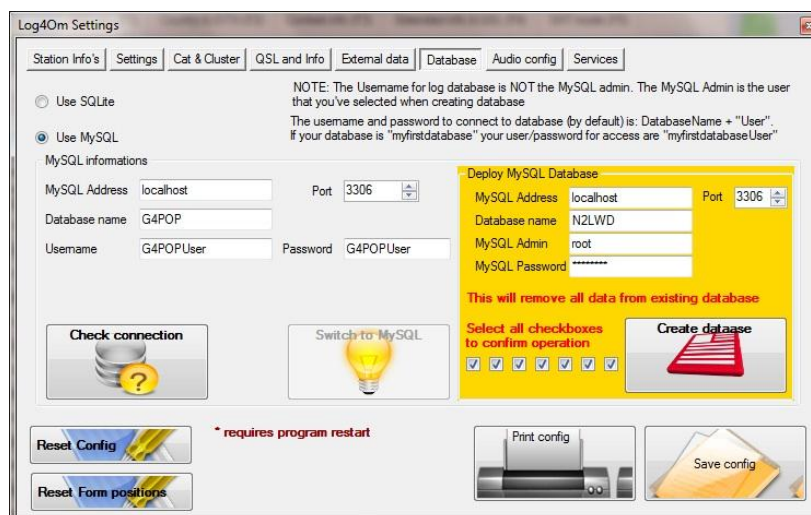 Log4Om Settings
Station Info's Settings Cat & Cluster QSL and Info External data Database Audio config Services
Use SQLite
Use MySQL
NOTE: The Username for log database is NOT the MySQL admin. The MySQL Admin is the user
that you've selected when creating database
The username and password to connect to database (by default) is: DatabaseName + "User".
If your database is "myfirstdatabase" your user/password for access are "myfirstdatabaseUser"
MySQL informations
MySQL Address localhost Port 3306
Database name G4POP
Username G4POPUser Password G4POPUser
Check connection
Switch to MySQL
Deploy MySQL Database
MySQL Address localhost Port 3306
Database name N2LWD
MySQL Admin root
MySQL Password ********
This will remove all data from existing database
Select all checkboxes
to confirm operation
Create dataase
Reset Config
* requires program restart
Print config
Save config
Reset Form positions